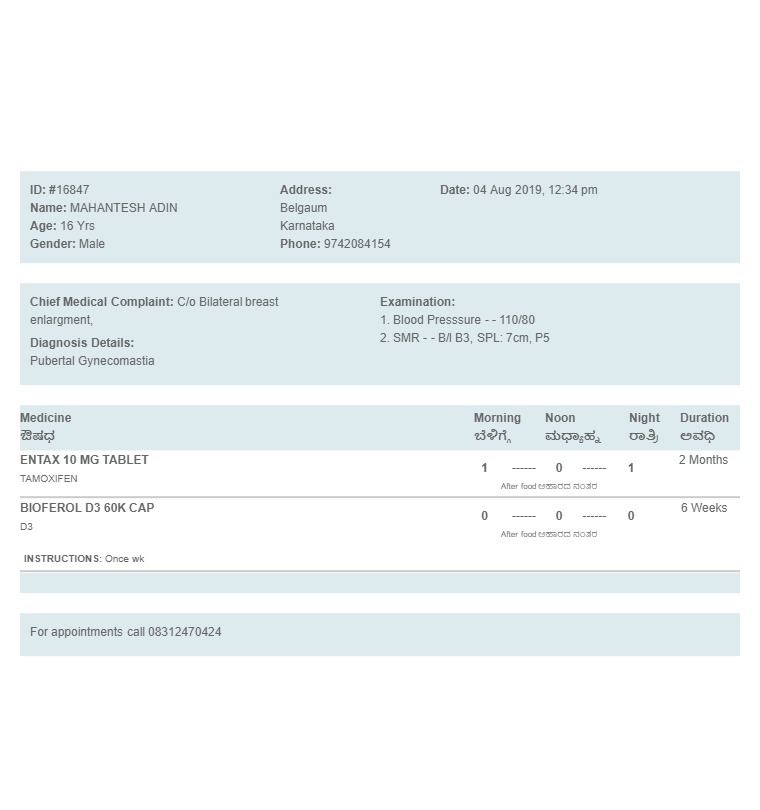 ID: #16847
Name: MAHANTESH ADIN
Age: 16 Yrs
Gender: Male
Address:
Belgaum
Karnataka
Phone: 9742084154
Date: 04 Aug 2019, 12:34 pm
Chief Medical Complaint: C/o Bilateral breast
enlargment,
Diagnosis Details:
Pubertal Gynecomastia
Examination:
1. Blood Presssure - - 110/80
2. SMR - - B/l B3, SPL: 7cm, P5
Medicine Morning Noon Night Duration
ಔಷಧ ಬೆಳಿಗ್ಗೆ ಮಧ್ಯಾಹ್ನ ರಾತ್ರಿ ಅವಧಿ
ENTAX 10 MG TABLET
TAMOXIFEN
1 ------ 0 ------ 1 2 Months
After food ಆಹಾರದ ನಂತರ
BIOFEROL D3 60K CAP
D3
0 ------ 0 ------ 0 6 Weeks
After food ಆಹಾರದ ನಂತರ
INSTRUCTIONS: Once wk
For appointments call 08312470424